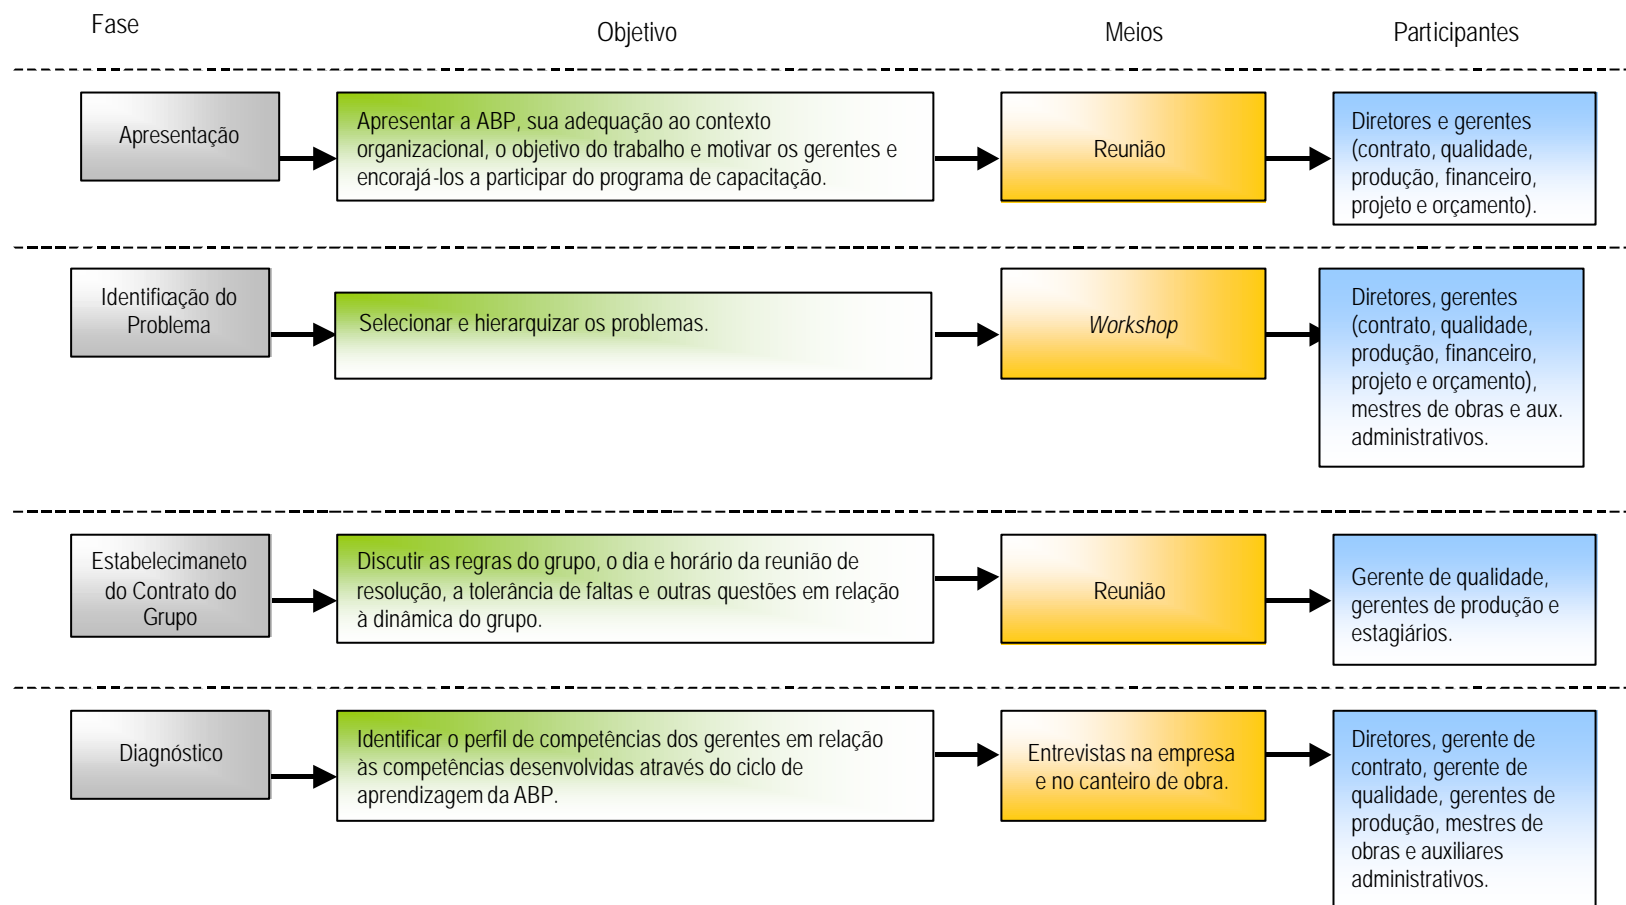 Fase
Objetivo
Meios
Participantes
Apresentação
Apresentar a ABP, sua adequação ao contexto
organizacional, o objetivo do trabalho e motivar os gerentes e
encorajá-los a participar do programa de capacitação.
Reunião
Diretores e gerentes
(contrato, qualidade,
produção, financeiro,
projeto e orçamento).
Identificação do
Problema
Selecionar e hierarquizar os problemas.
Workshop
Diretores, gerentes
(contrato, qualidade,
produção, financeiro,
projeto e orçamento),
mestres de obras e aux.
administrativos.
Estabelecimaneto
do Contrato do
Grupo
Discutir as regras do grupo, o dia e horário da reunião de
resolução, a tolerância de faltas e outras questões em relação
à dinâmica do grupo.
Reunião
Gerente de qualidade,
gerentes de produção e
estagiários.
Diagnóstico
Identificar o perfil de competências dos gerentes em relação
às competências desenvolvidas através do ciclo de
aprendizagem da ABP.
Entrevistas na empresa
e no canteiro de obra.
Diretores, gerente de
contrato, gerente de
qualidade, gerentes de
produção, mestres de
obras e auxiliares
administrativos.